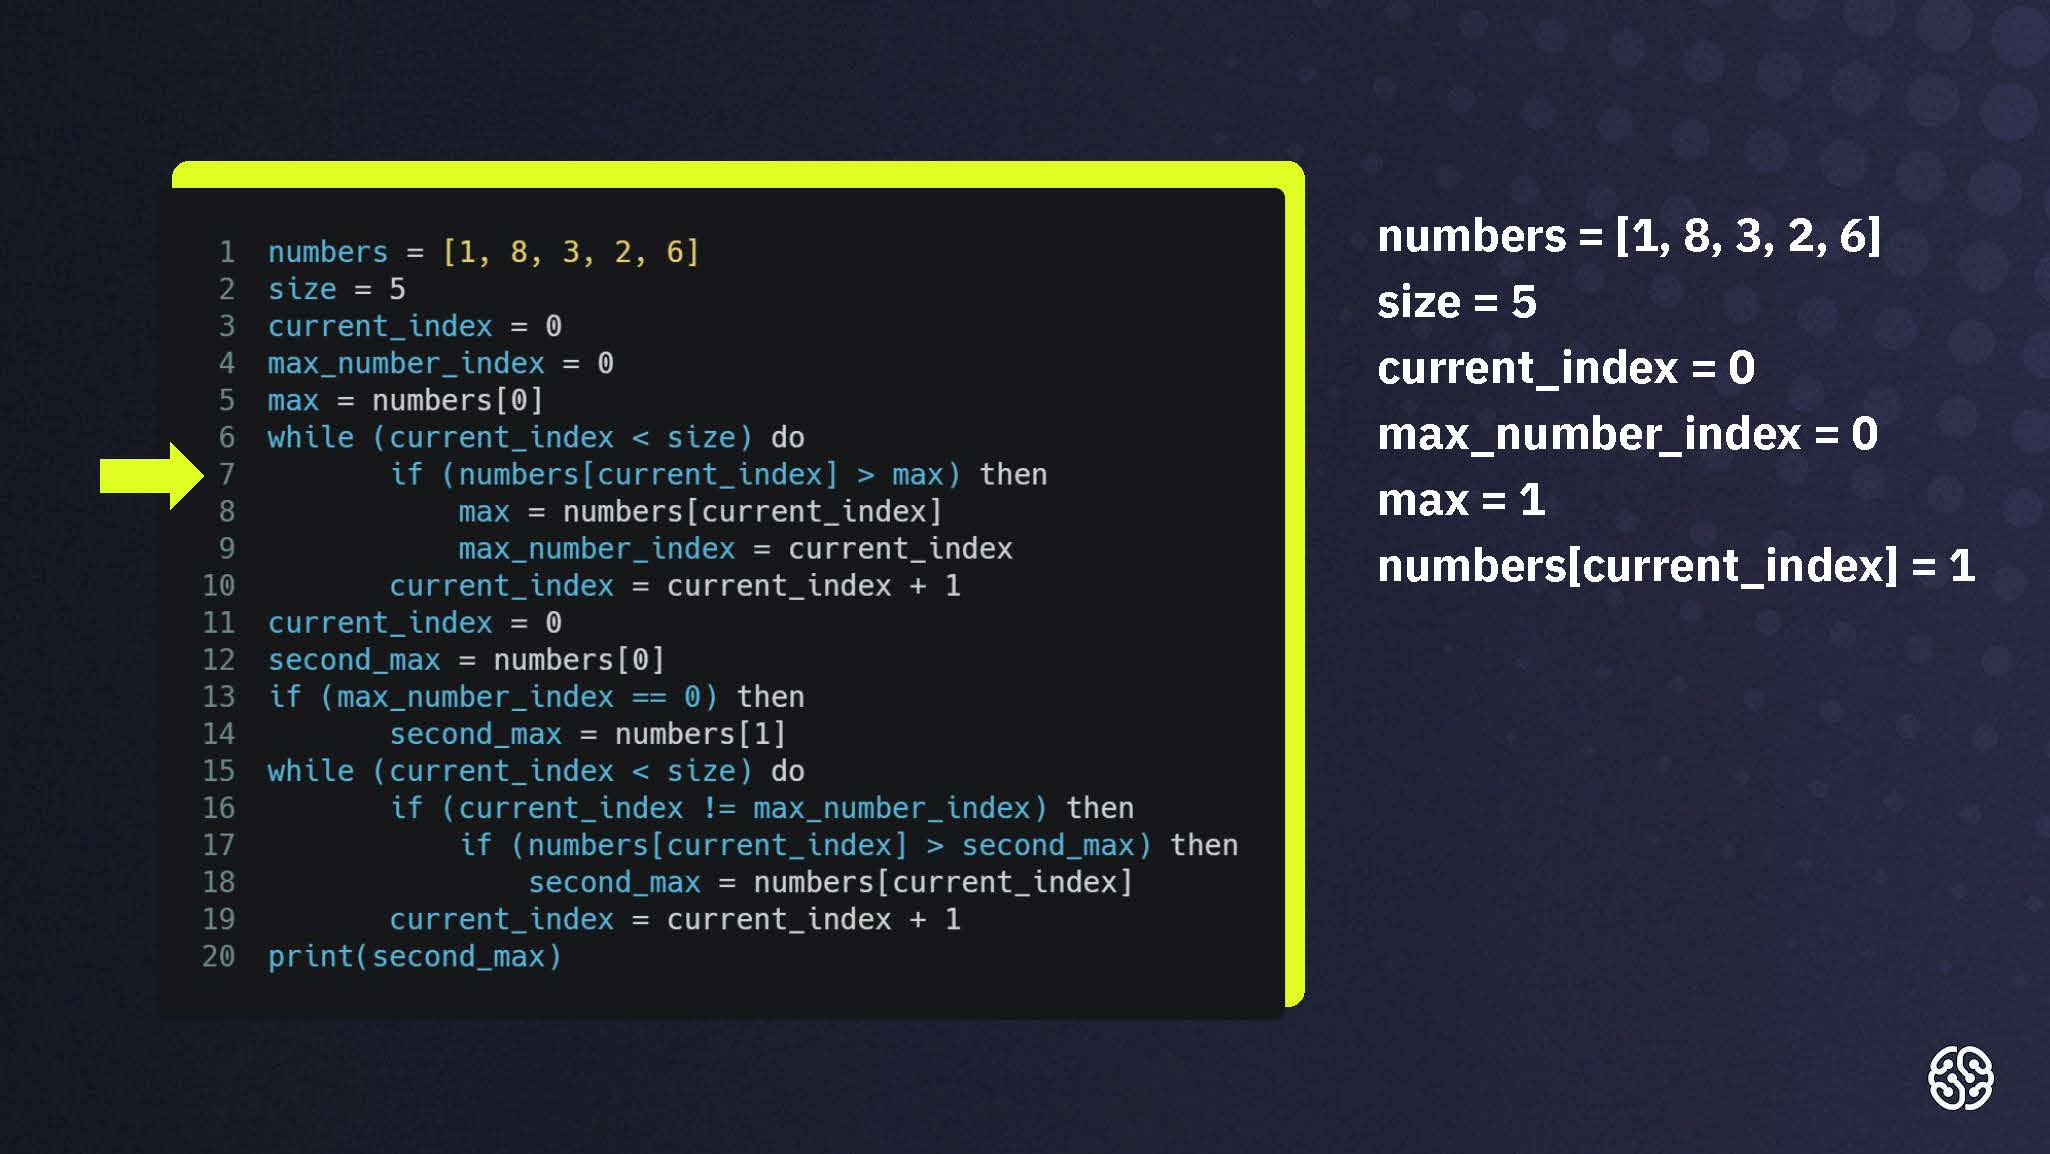 1 numbers = [1, 8, 3, 2, 6]
2 size = 5
3 current_index = 0
4 max_number_index = 0
5 max = numbers[0]
6 while (current_index < size) do
7 if (numbers[current_index] > max) then
8 max = numbers[current_index]
9 max_number_index = current_index
10 current_index = current_index + 1
11 current_index = 0
12 second_max = numbers[0]
13 if (max_number_index == 0) then
14 second_max = numbers[1]
15 while (current_index < size) do
16 if (current_index != max_number_index) then
17 if (numbers[current_index] > second_max) then
18 second_max = numbers[current_index]
19 current_index = current_index + 1
20 print(second_max)
numbers = [1, 8, 3, 2, 6]
size = 5
current_index = 0
max_number_index = 0
max = 1
numbers[current_index] = 1